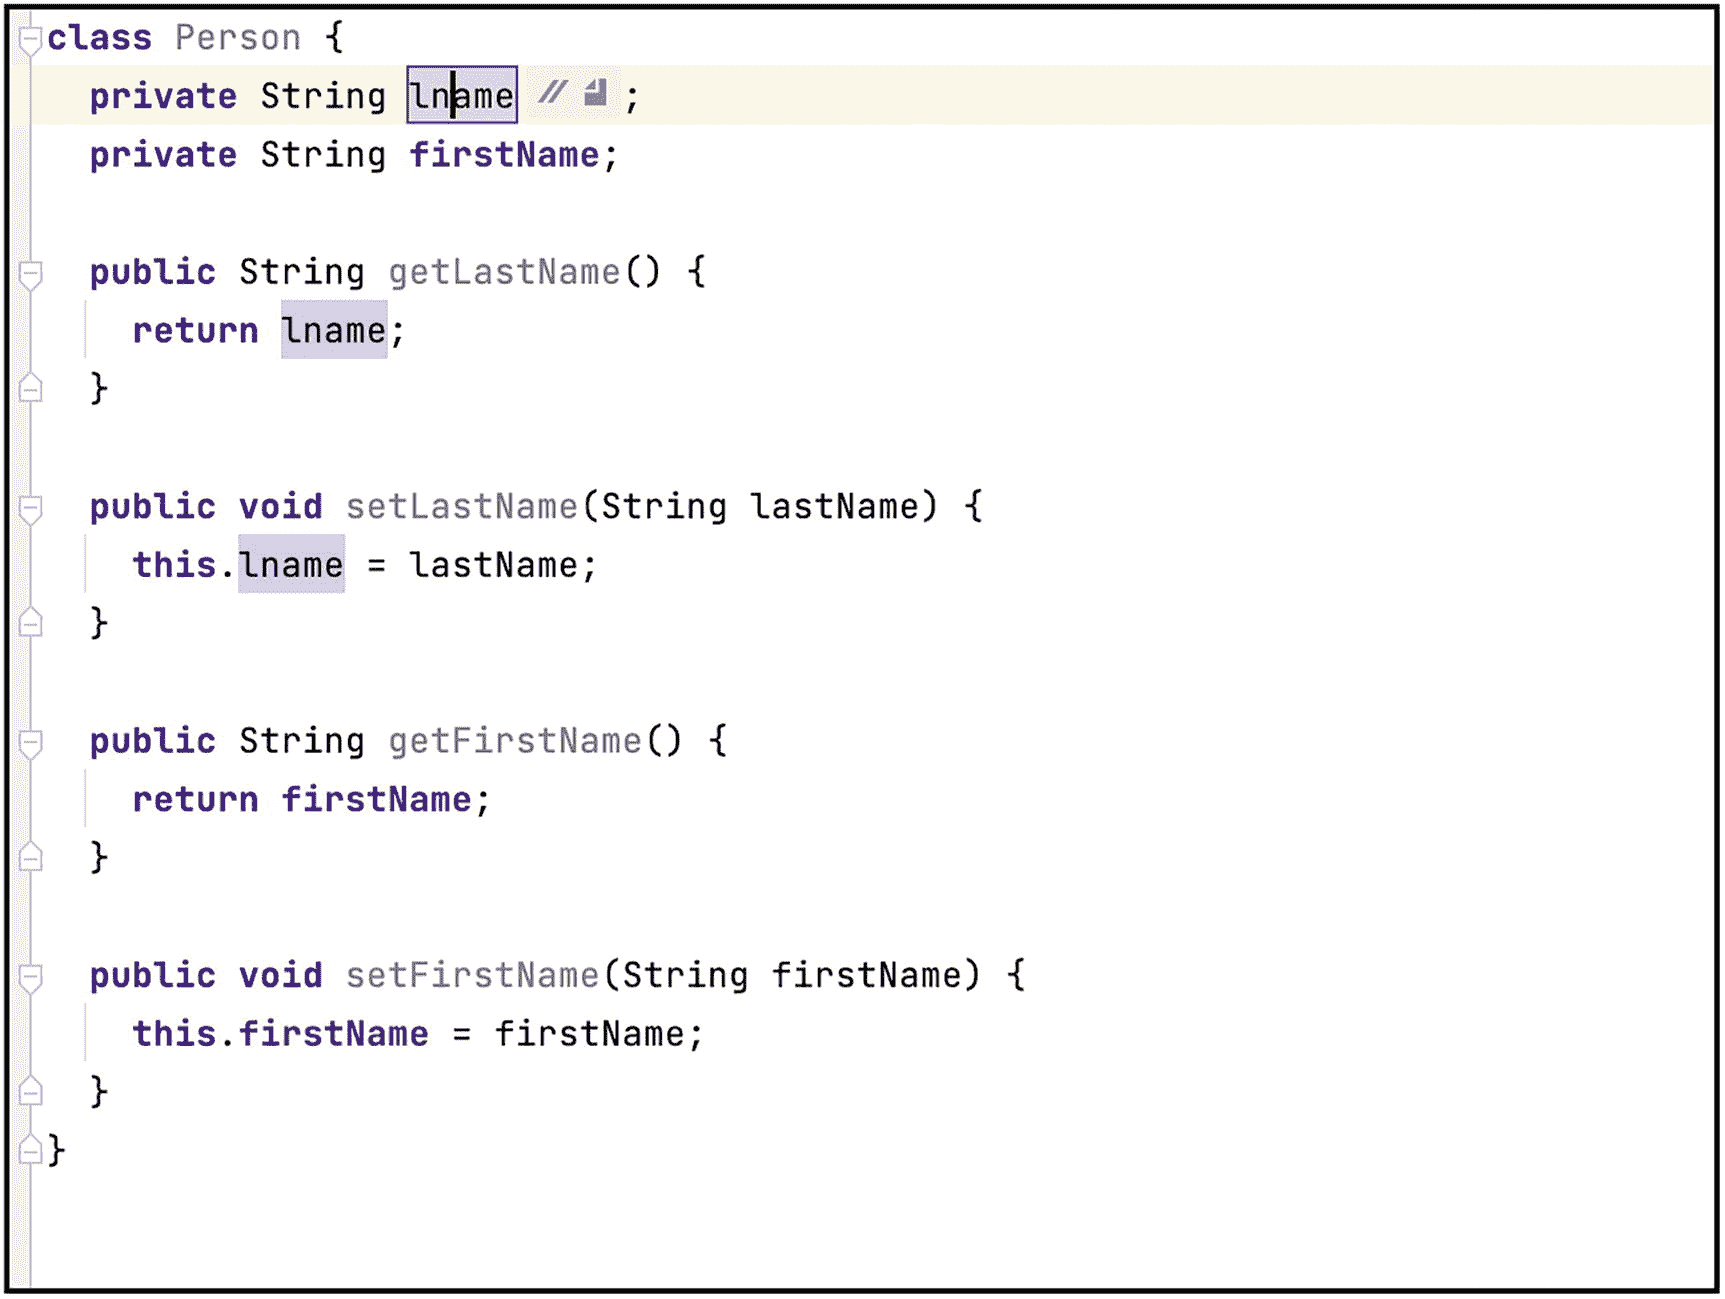 class Person {
private String lname // ;
private String firstName;
public String getLastName() {
return lname;
}
public void setLastName(String lastName) {
this.lname = lastName;
}
public String getFirstName() {
return firstName;
}
public void setFirstName(String firstName) {
this.firstName = firstName;
}
}